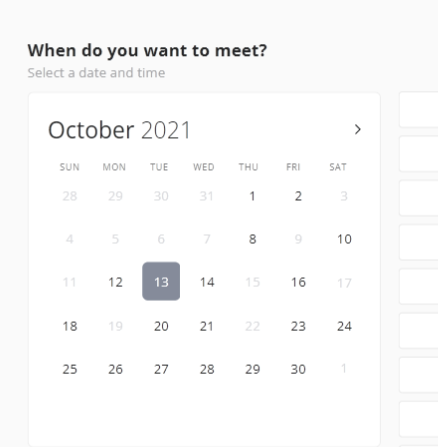 When do you want to meet?
Select a date and time
October 2021
SUN MON TUE WED THU FRI SAT
28 29 30 31 1 2 3
4 5 6 7 8 9 10
11 12 13 14 15 16 17
18 19 20 21 22 23 24
25 26 27 28 29 30 1